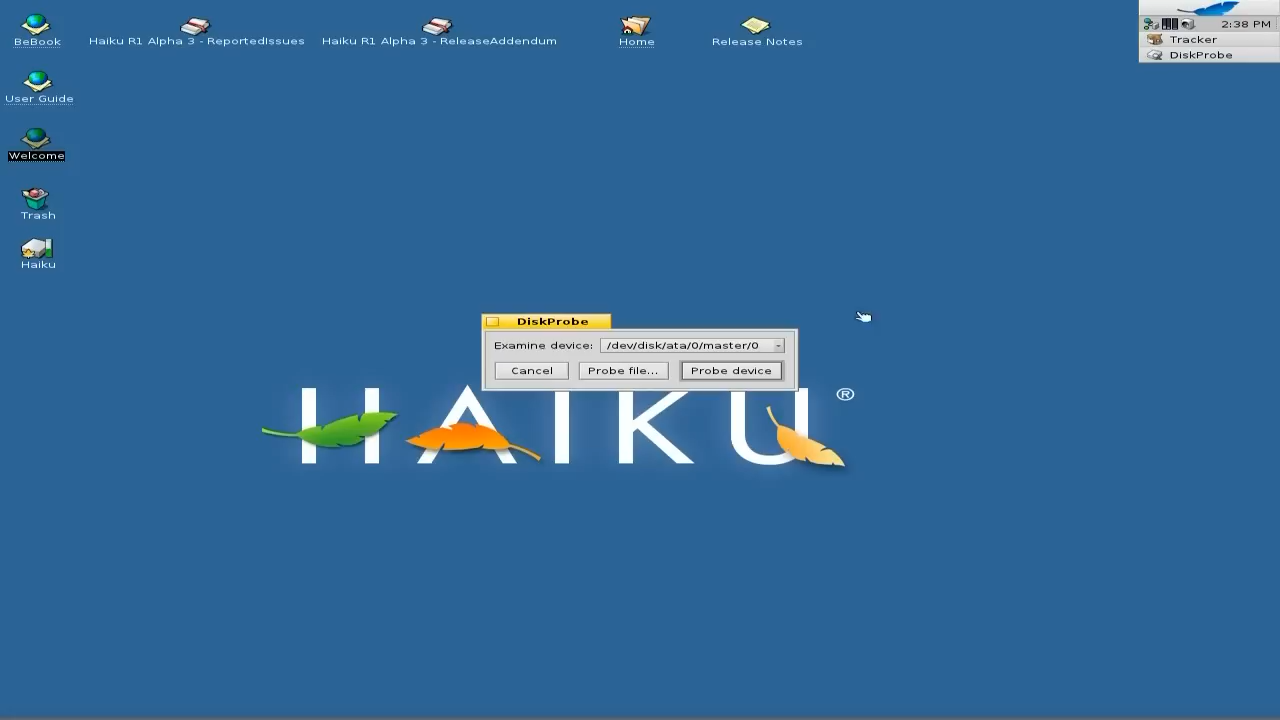 BeBook
Haiku R1 Alpha 3 - ReportedIssues
Haiku R1 Alpha 3 - ReleaseAddendum
Home
Release Notes
2:38 PM
Tracker
DiskProbe
User Guide
Welcome
Trash
Haiku
DiskProbe
Examine device: /dev/disk/ata/0/master/0
Cancel Probe file... Probe device
HAIKU®